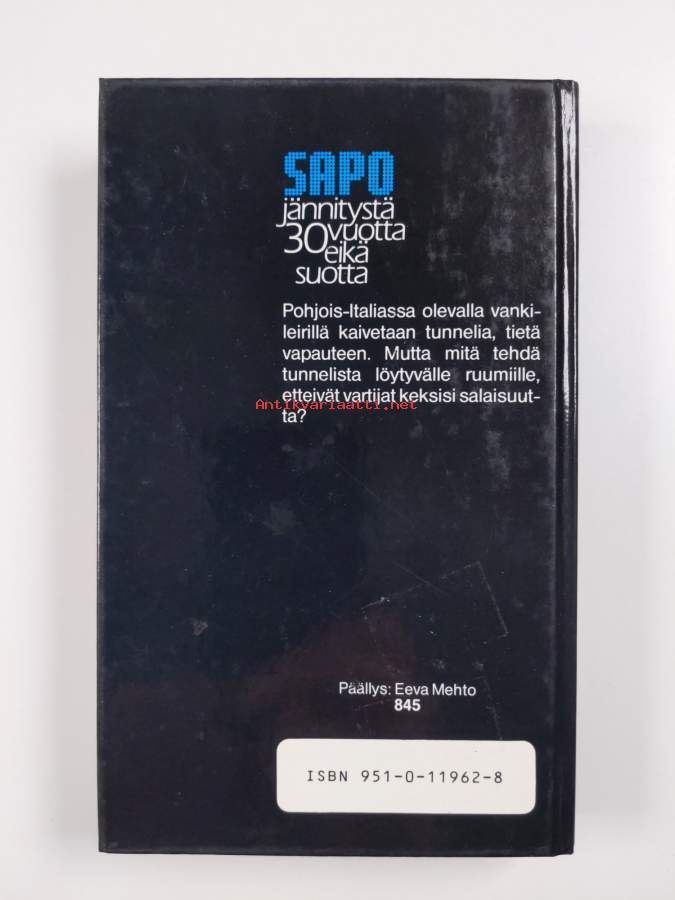 SAPO
jännitystä
30 vuotta
eikä
suotta
Pohjois-Italiassa olevalla vanki-
leirillä kaivetaan tunnelia, tietä
vapauteen. Mutta mitä tehdä
tunnelista löytyvälle ruumiille,
etteivät vartijat keksisi salaisuut-
Antikvariaatti.net
ta?
Päällys: Eeva Mehto
845
ISBN 951-0-11962-8